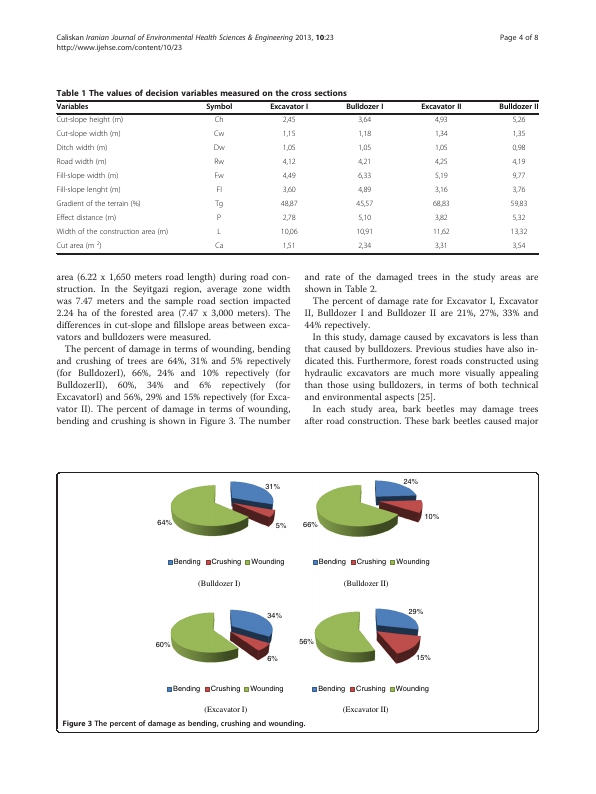 Caliskan Iranian Journal of Environmental Health Sciences & Engineering 2013, 10:23
Page 4 of 8
http://www.ijehse.com/content/10/23
Table 1 The values of decision variables measured on the cross sections
Variables Symbol Excavator I Bulldozer I Excavator II Bulldozer II
Cut-slope height (m) Ch 2,45 3,64 4,93 5,26
Cut-slope width (m) Cw 1,15 1,18 1,34 1,35
Ditch width (m) Dw 1,05 1,05 1,05 0,98
Road width (m) Rw 4,12 4,21 4,25 4,19
Fill-slope width (m) Fw 4,49 6,33 5,19 9,77
Fill-slope lenght (m) Fl 3,60 4,89 3,16 3,76
Gradient of the terrain (%) Tg 48,87 45,57 68,83 59,83
Effect distance (m) P 2,78 5,10 3,82 5,32
Width of the construction area (m) L 10,06 10,91 11,62 13,32
Cut area (m 2) Ca 1,51 2,34 3,31 3,54
area (6.22 x 1,650 meters road length) during road con-
struction. In the Seyitgazi region, average zone width
was 7.47 meters and the sample road section impacted
2.24 ha of the forested area (7.47 x 3,000 meters). The
differences in cut-slope and fillslope areas between exca-
vators and bulldozers were measured.
The percent of damage in terms of wounding, bending
and crushing of trees are 64%, 31% and 5% repectively
(for BulldozerI), 66%, 24% and 10% repectively (for
BulldozerII), 60%, 34% and 6% repectively (for
ExcavatorI) and 56%, 29% and 15% repectively (for Exca-
vator II). The percent of damage in terms of wounding,
bending and crushing is shown in Figure 3. The number
and rate of the damaged trees in the study areas are
shown in Table 2.
The percent of damage rate for Excavator I, Excavator
II, Bulldozer I and Bulldozer II are 21%, 27%, 33% and
44% repectively.
In this study, damage caused by excavators is less than
that caused by bulldozers. Previous studies have also in-
dicated this. Furthermore, forest roads constructed using
hydraulic excavators are much more visually appealing
than those using bulldozers, in terms of both technical
and environmental aspects [25].
In each study area, bark beetles may damage trees
after road construction. These bark beetles caused major
31%
5%
64%
Bending Crushing Wounding
(Bulldozer I)
24%
10%
66%
Bending Crushing Wounding
(Bulldozer II)
34%
6%
60%
Bending Crushing Wounding
(Excavator I)
29%
15%
56%
Bending Crushing Wounding
(Excavator II)
Figure 3 The percent of damage as bending, crushing and wounding.